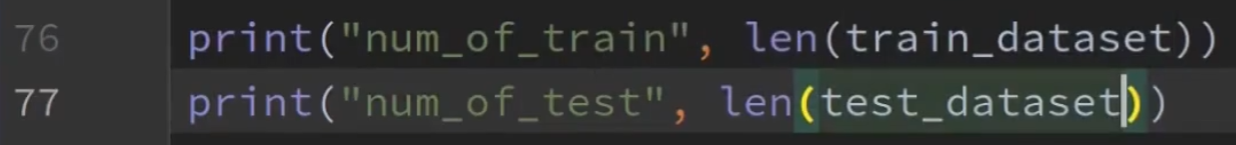 76 print("num_of_train", len(train_dataset))
77 print("num_of_test", len(test_dataset))